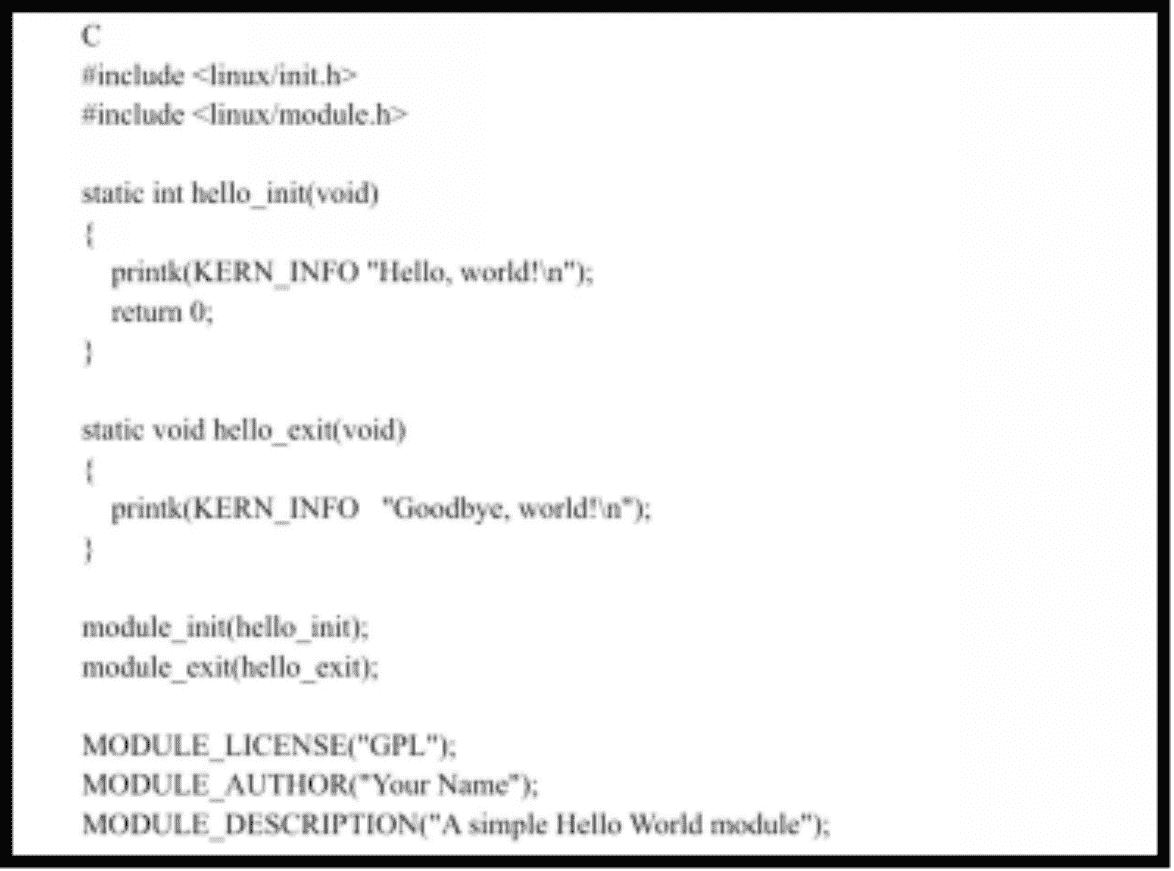 C
#include <linux/init.h>
#include <linux/module.h>
static int hello_init(void)
{
printk(KERN_INFO "Hello, world!\n");
return 0;
}
static void hello_exit(void)
{
printk(KERN_INFO "Goodbye, world!\n");
}
module_init(hello_init);
module_exit(hello_exit);
MODULE_LICENSE("GPL");
MODULE_AUTHOR("Your Name");
MODULE_DESCRIPTION("A simple Hello World module");